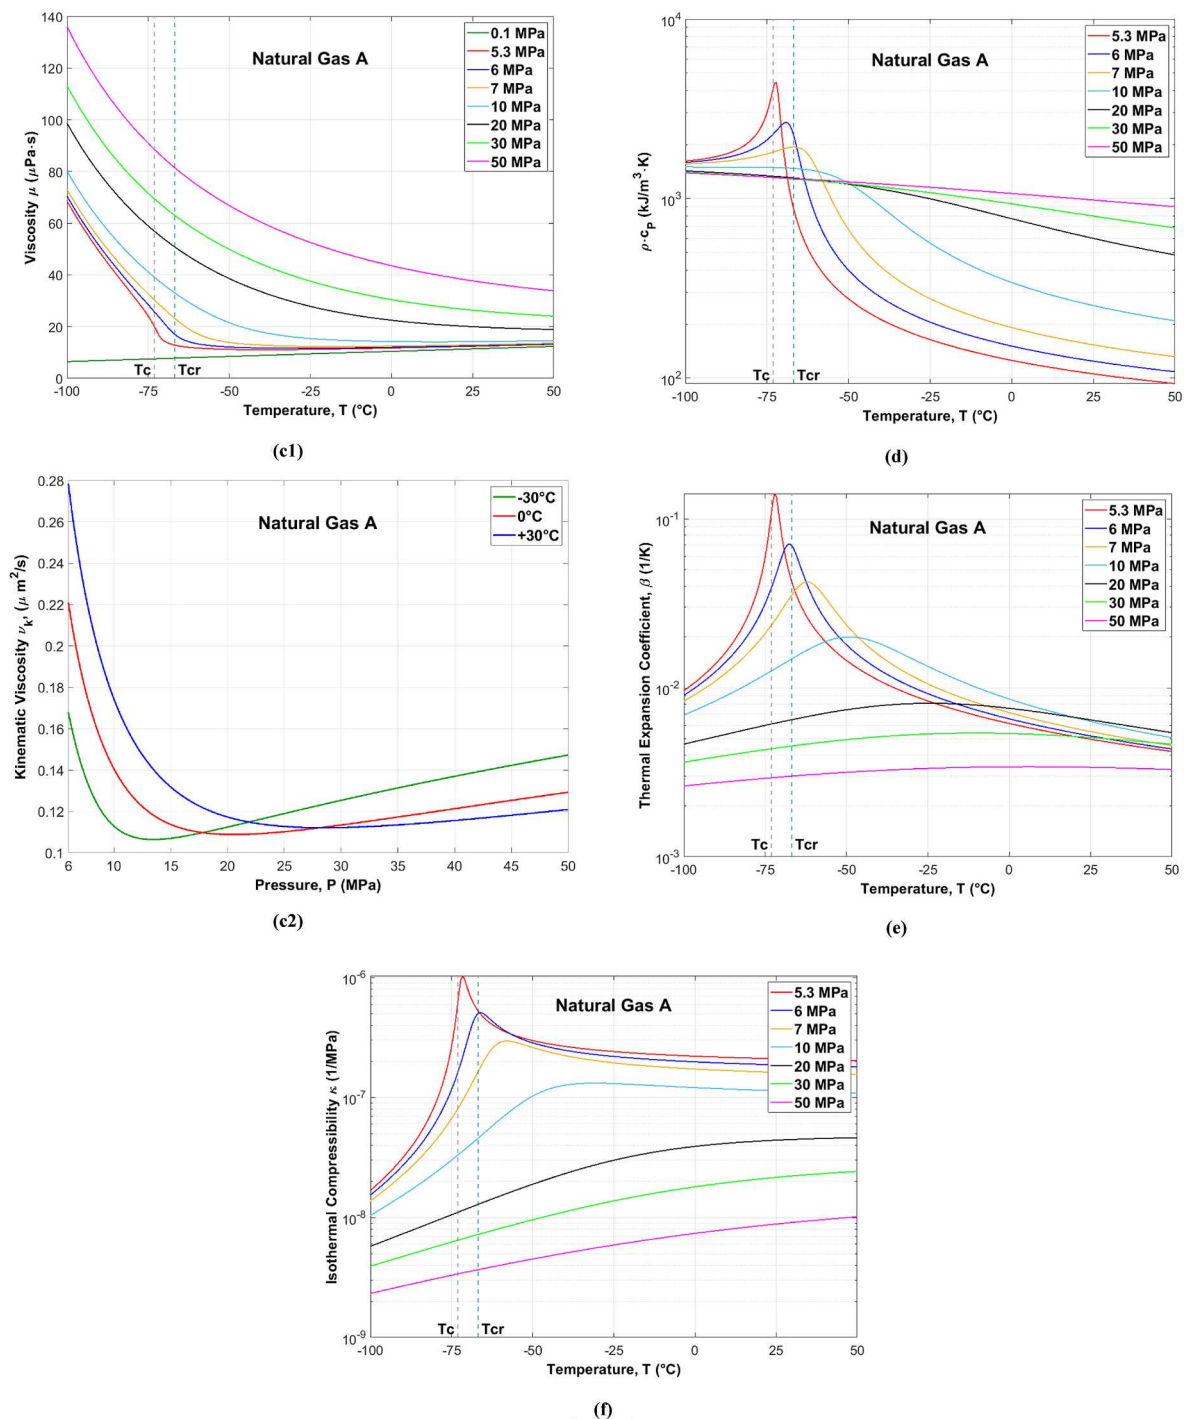 Natural Gas A
0.1 MPa
5.3 MPa
6 MPa
7 MPa
10 MPa
20 MPa
30 MPa
50 MPa
Viscosity μ (μPa·s)
140
120
100
80
60
40
20
0
Tc Tcr
-100 -75 -50 -25 0 25 50
Temperature, T (°C)
(c1)
Natural Gas A
5.3 MPa
6 MPa
7 MPa
10 MPa
20 MPa
30 MPa
50 MPa
ρ·cP (kJ/m³·K)
10⁴
10³
10²
Tc Tcr
-100 -75 -50 -25 0 25 50
Temperature, T (°C)
(d)
Natural Gas A
-30°C
0°C
+30°C
Kinematic Viscosity νk, (μ m²/s)
0.28
0.26
0.24
0.22
0.2
0.18
0.16
0.14
0.12
0.1
6 10 15 20 25 30 35 40 45 50
Pressure, P (MPa)
(c2)
Natural Gas A
5.3 MPa
6 MPa
7 MPa
10 MPa
20 MPa
30 MPa
50 MPa
Thermal Expansion Coefficient, β (1/K)
10⁻¹
10⁻²
10⁻³
Tc Tcr
-100 -75 -50 -25 0 25 50
Temperature, T (°C)
(e)
Natural Gas A
5.3 MPa
6 MPa
7 MPa
10 MPa
20 MPa
30 MPa
50 MPa
Isothermal Compressibility κ (1/MPa)
10⁻⁶
10⁻⁷
10⁻⁸
10⁻⁹
Tc Tcr
-100 -75 -50 -25 0 25 50
Temperature, T (°C)
(f)